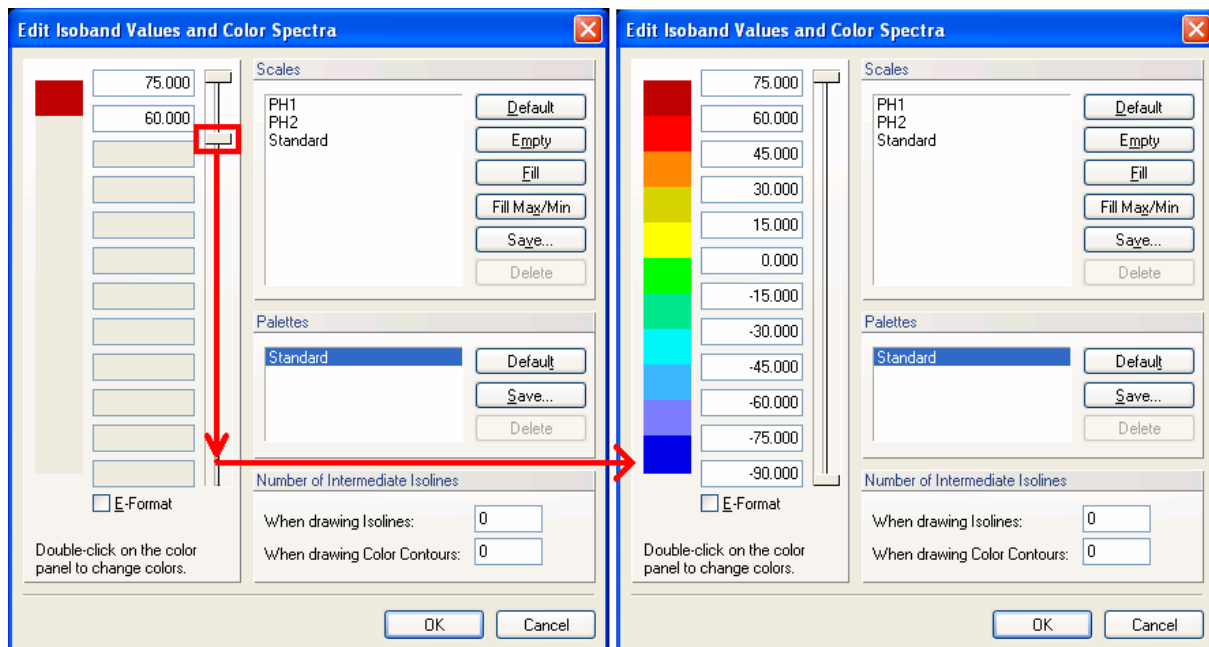 Edit Isoband Values and Color Spectra
75.000
60.000
E-Format
Double-click on the color
panel to change colors.
Scales
PH1
PH2
Standard
Default
Empty
Fill
Fill Max/Min
Save...
Delete
Palettes
Standard
Default
Save...
Delete
Number of Intermediate Isolines
When drawing Isolines: 0
When drawing Color Contours: 0
OK Cancel
Edit Isoband Values and Color Spectra
75.000
60.000
45.000
30.000
15.000
0.000
-15.000
-30.000
-45.000
-60.000
-75.000
-90.000
E-Format
Double-click on the color
panel to change colors.
Scales
PH1
PH2
Standard
Default
Empty
Fill
Fill Max/Min
Save...
Delete
Palettes
Standard
Default
Save...
Delete
Number of Intermediate Isolines
When drawing Isolines: 0
When drawing Color Contours: 0
OK Cancel